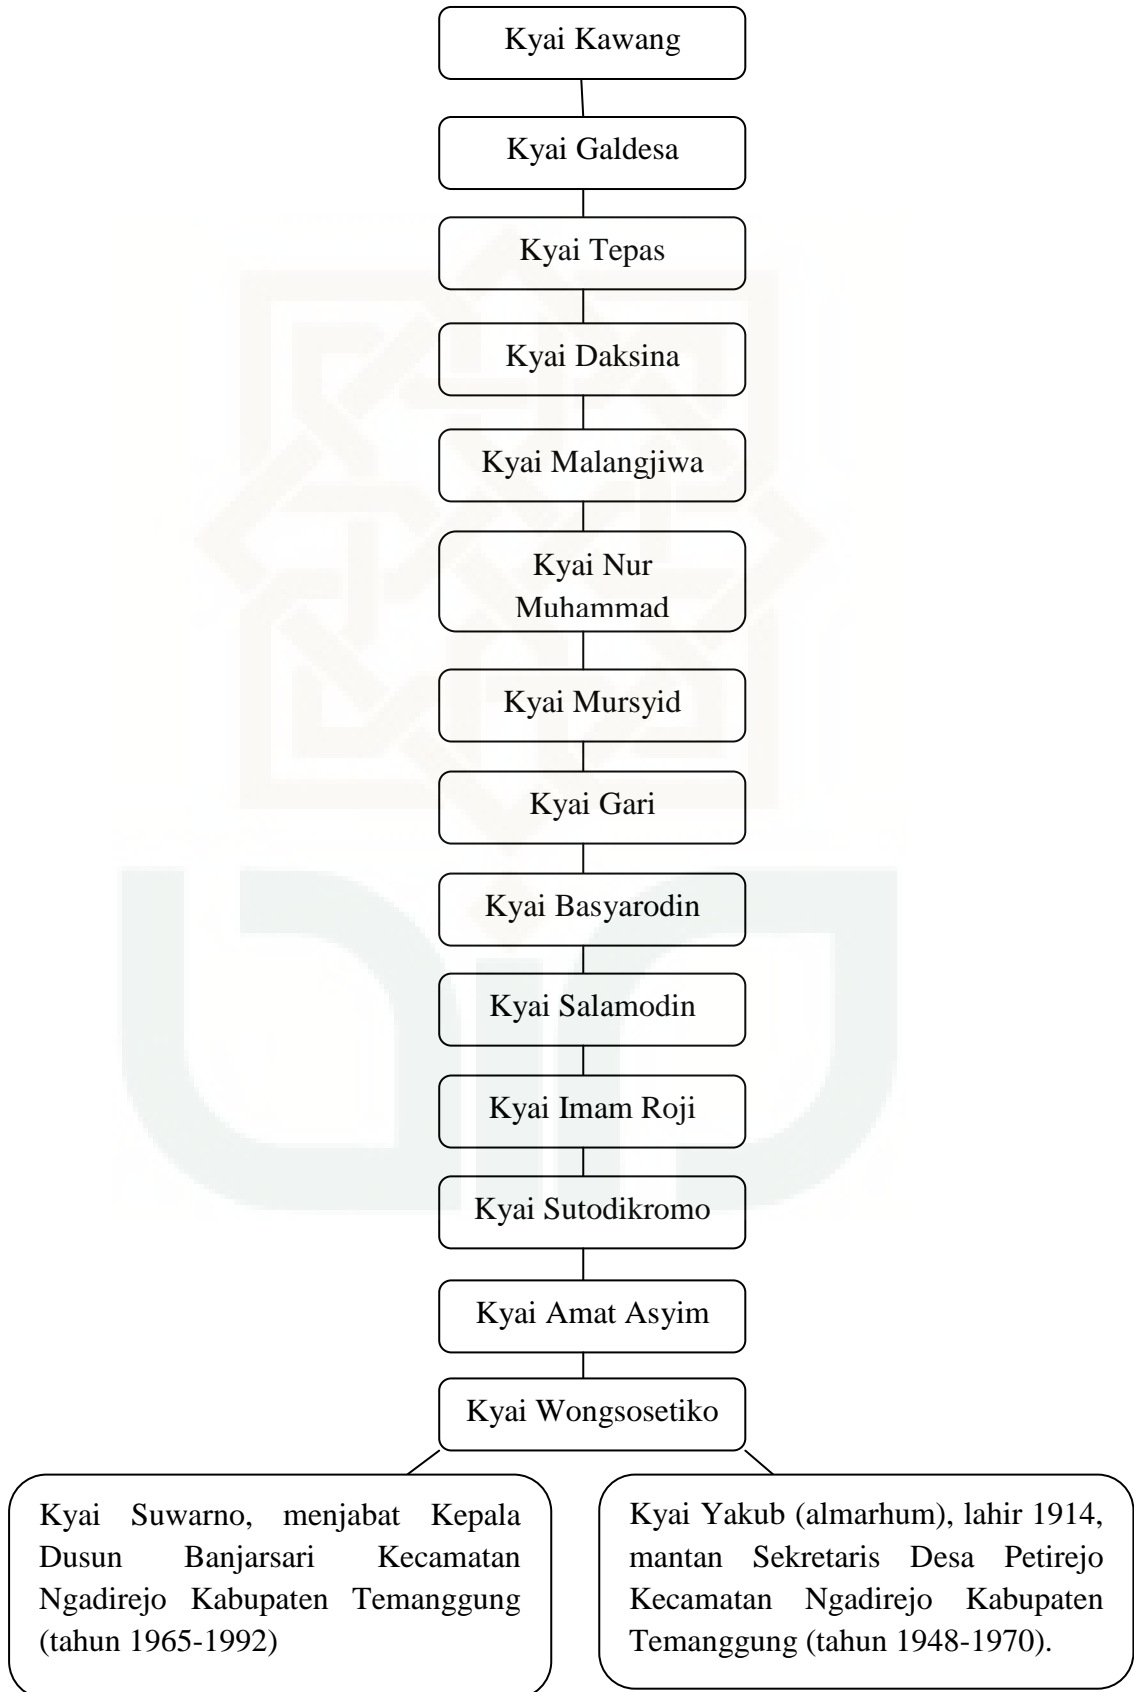 Kyai Kawang
Kyai Galdesa
Kyai Tepas
Kyai Daksina
Kyai Malangjiwa
Kyai Nur
Muhammad
Kyai Mursyid
Kyai Gari
Kyai Basyarodin
Kyai Salamodin
Kyai Imam Roji
Kyai Sutodikromo
Kyai Amat Asyim
Kyai Wongsosetiko
Kyai Suwarno, menjabat Kepala
Dusun Banjarsari Kecamatan
Ngadirejo Kabupaten Temanggung
(tahun 1965-1992)
Kyai Yakub (almarhum), lahir 1914,
mantan Sekretaris Desa Petirejo
Kecamatan Ngadirejo Kabupaten
Temanggung (tahun 1948-1970).